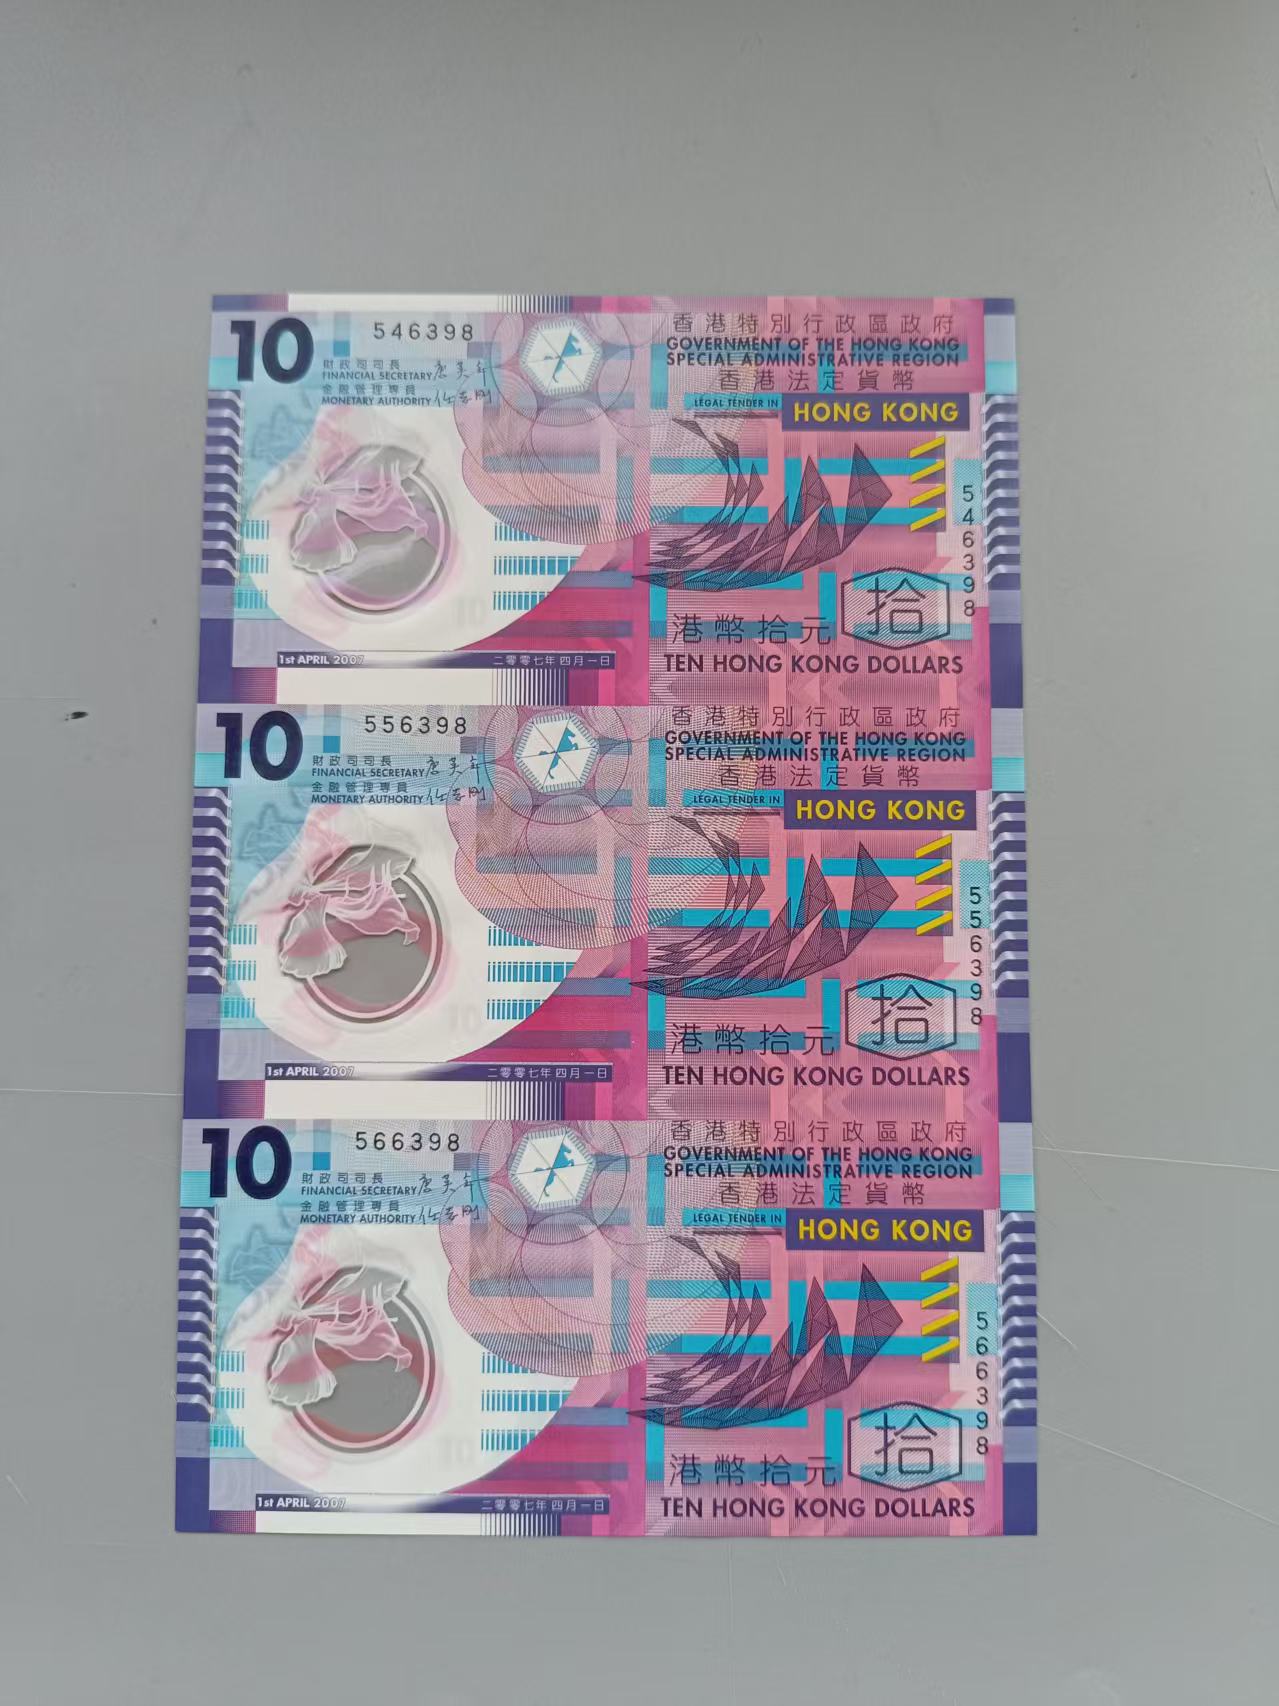 10
546398
財政司司長
FINANCIAL SECRETARY
金融管理專員
MONETARY AUTHORITY
香港特別行政區政府
GOVERNMENT OF THE HONG KONG
SPECIAL ADMINISTRATIVE REGION
香港法定貨幣
LEGAL TENDER IN HONG KONG
546398
拾
港幣拾元
TEN HONG KONG DOLLARS
1st APRIL 2007
二零零七年四月一日
10
556398
財政司司長
FINANCIAL SECRETARY
金融管理專員
MONETARY AUTHORITY
香港特別行政區政府
GOVERNMENT OF THE HONG KONG
SPECIAL ADMINISTRATIVE REGION
香港法定貨幣
LEGAL TENDER IN HONG KONG
556398
拾
港幣拾元
TEN HONG KONG DOLLARS
1st APRIL 2007
二零零七年四月一日
10
566398
財政司司長
FINANCIAL SECRETARY
金融管理專員
MONETARY AUTHORITY
香港特別行政區政府
GOVERNMENT OF THE HONG KONG
SPECIAL ADMINISTRATIVE REGION
香港法定貨幣
LEGAL TENDER IN HONG KONG
566398
拾
港幣拾元
TEN HONG KONG DOLLARS
1st APRIL 2007
二零零七年四月一日